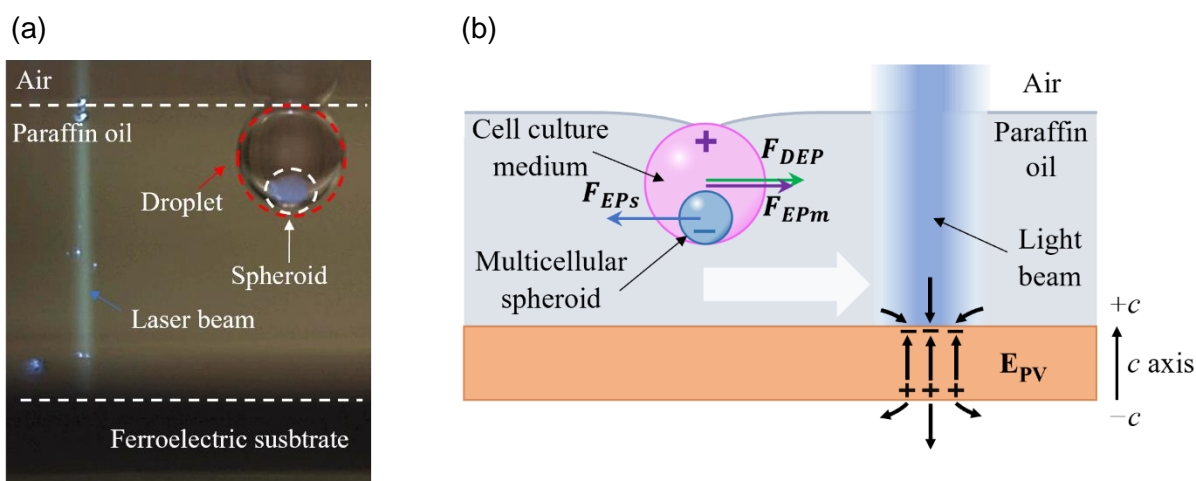 (a)
Air
Paraffin oil
Droplet
Spheroid
Laser beam
Ferroelectric susbtrate
(b)
Air
Cell culture
medium
+
F_DEP
F_EPm
F_EPs
−
Multicellular
spheroid
Paraffin
oil
Light
beam
− − −
E_PV
+ + +
+c
c axis
−c